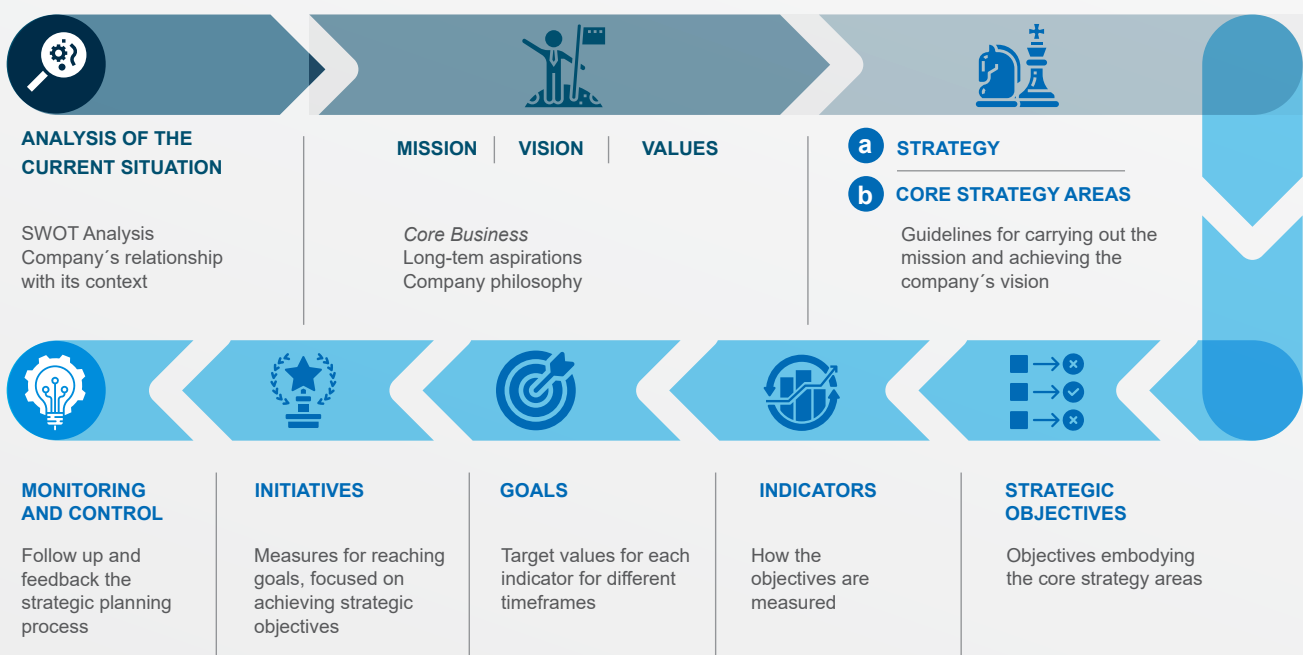 ANALYSIS OF THE
CURRENT SITUATION
SWOT Analysis
Company´s relationship
with its context
MISSION
VISION
VALUES
Core Business
Long-tem aspirations
Company philosophy
a STRATEGY
b CORE STRATEGY AREAS
Guidelines for carrying out the
mission and achieving the
company´s vision
MONITORING
AND CONTROL
Follow up and
feedback the
strategic planning
process
INITIATIVES
Measures for reaching
goals, focused on
achieving strategic
objectives
GOALS
Target values for each
indicator for different
timeframes
INDICATORS
How the
objectives are
measured
STRATEGIC
OBJECTIVES
Objectives embodying
the core strategy areas